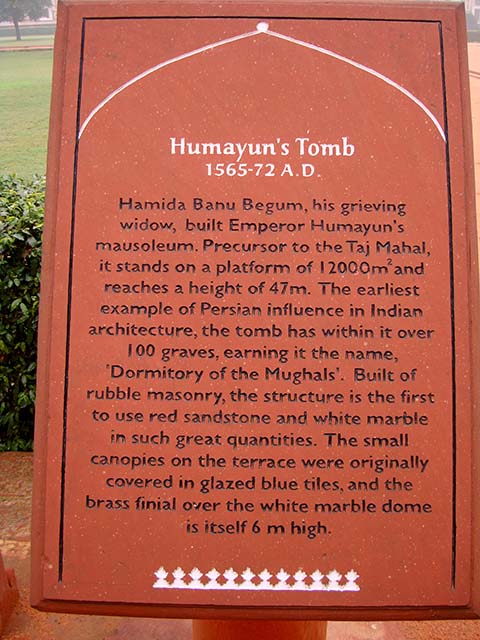 Humayun's Tomb
1565-72 A.D.
Hamida Banu Begum, his grieving
widow, built Emperor Humayun's
mausoleum. Precursor to the Taj Mahal,
it stands on a platform of 12000m² and
reaches a height of 47m. The earliest
example of Persian influence in Indian
architecture, the tomb has within it over
100 graves, earning it the name,
'Dormitory of the Mughals'. Built of
rubble masonry, the structure is the first
to use red sandstone and white marble
in such great quantities. The small
canopies on the terrace were originally
covered in glazed blue tiles, and the
brass finial over the white marble dome
is itself 6 m high.